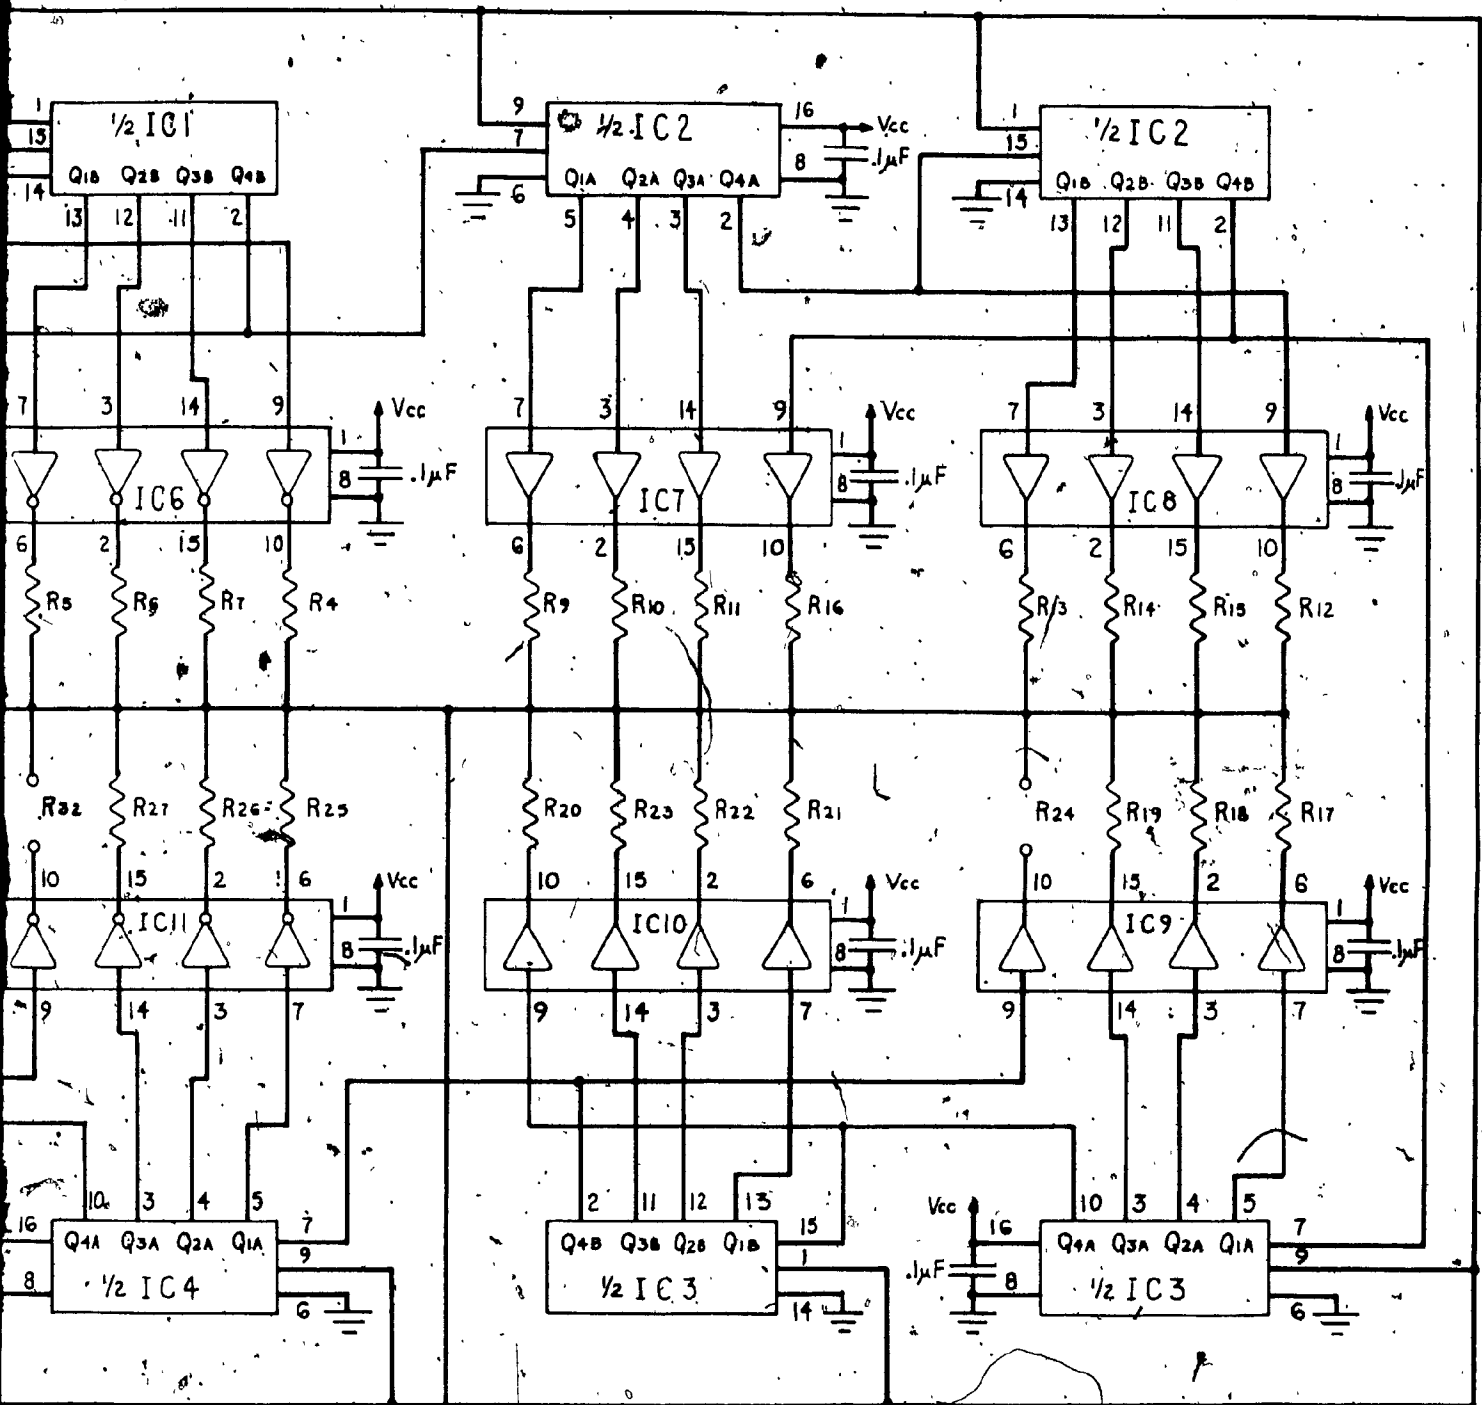 1 ½ IC1
15
14 Q1B Q2B Q3B Q4B
13 12 11 2
9 ½ IC2 16 Vcc
7 8 .1µF
6 Q1A Q2A Q3A Q4A
5 4 3 2
1 ½ IC2
15
14 Q1B Q2B Q3B Q4B
13 12 11 2
7 3 14 9 Vcc
1
8 .1µF
IC6
6 2 15 10
7 3 14 9 Vcc
1
8 .1µF
IC7
6 2 15 10
7 3 14 9 Vcc
1
8 .1µF
IC8
6 2 15 10
R5 R6 R7 R4
R9 R10 R11 R16
R13 R14 R15 R12
R32 R27 R26 R25
R20 R23 R22 R21
R24 R19 R18 R17
10 15 2 6 Vcc
IC11 1
8 .1µF
9 14 3 7
10 15 2 6 Vcc
IC10 1
8 .1µF
9 14 3 7
10 15 2 6 Vcc
IC9 1
8 .1µF
9 14 3 7
10 3 4 5
16 Q4A Q3A Q2A Q1A 7
9
8 ½ IC4
6
2 11 12 13
Q4B Q3B Q2B Q1B 15
1
½ IC3
14
Vcc 10 3 4 5
16 Q4A Q3A Q2A Q1A 7
9
.1µF 8 ½ IC3
6